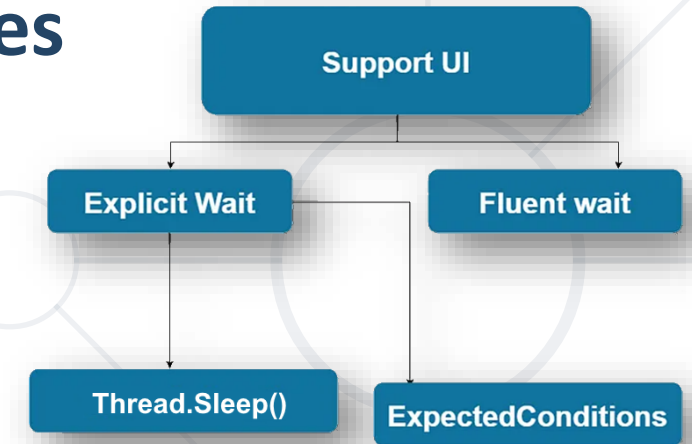 es
Support UI
Explicit Wait
Fluent wait
Thread.Sleep()
ExpectedConditions